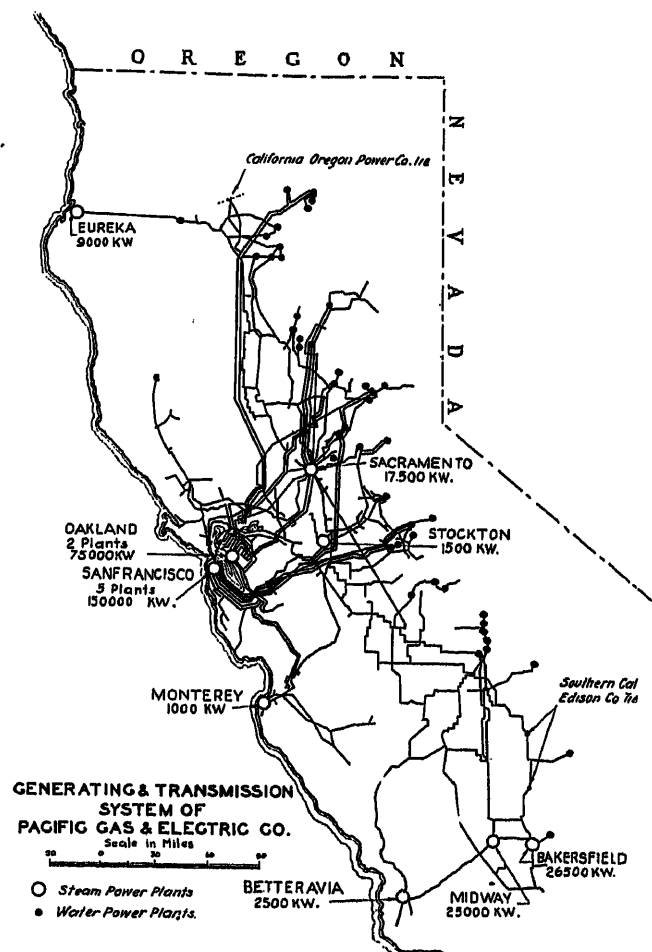 OREGON
NEVADA
California Oregon Power Co. Tie
EUREKA
9000 KW
SACRAMENTO
17.500 KW.
OAKLAND
2 Plants
75000KW
STOCKTON
1500 KW.
SANFRANCISCO
5 Plants
150000 KW.
MONTEREY
1000 KW
Southern Cal
Edison Co Tie
GENERATING & TRANSMISSION
SYSTEM OF
PACIFIC GAS & ELECTRIC CO.
Scale in Miles
0
Steam Power Plants
Water Power Plants.
BETTERAVIA
2500 KW.
MIDWAY
25000 KW.
BAKERSFIELD
26500 KW.